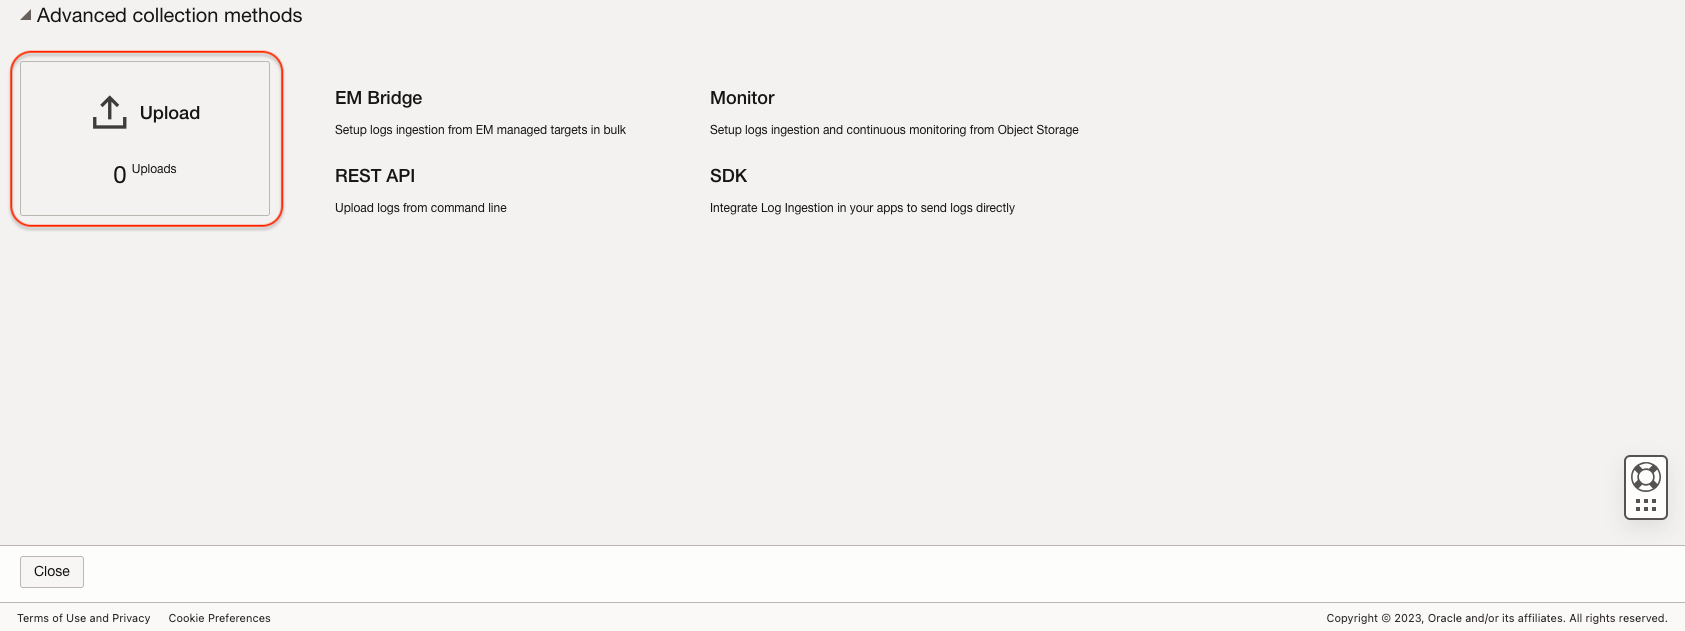 Advanced collection methods
Upload
0 Uploads
EM Bridge
Setup logs ingestion from EM managed targets in bulk
Monitor
Setup logs ingestion and continuous monitoring from Object Storage
REST API
Upload logs from command line
SDK
Integrate Log Ingestion in your apps to send logs directly
Close
Terms of Use and Privacy
Cookie Preferences
Copyright © 2023, Oracle and/or its affiliates. All rights reserved.